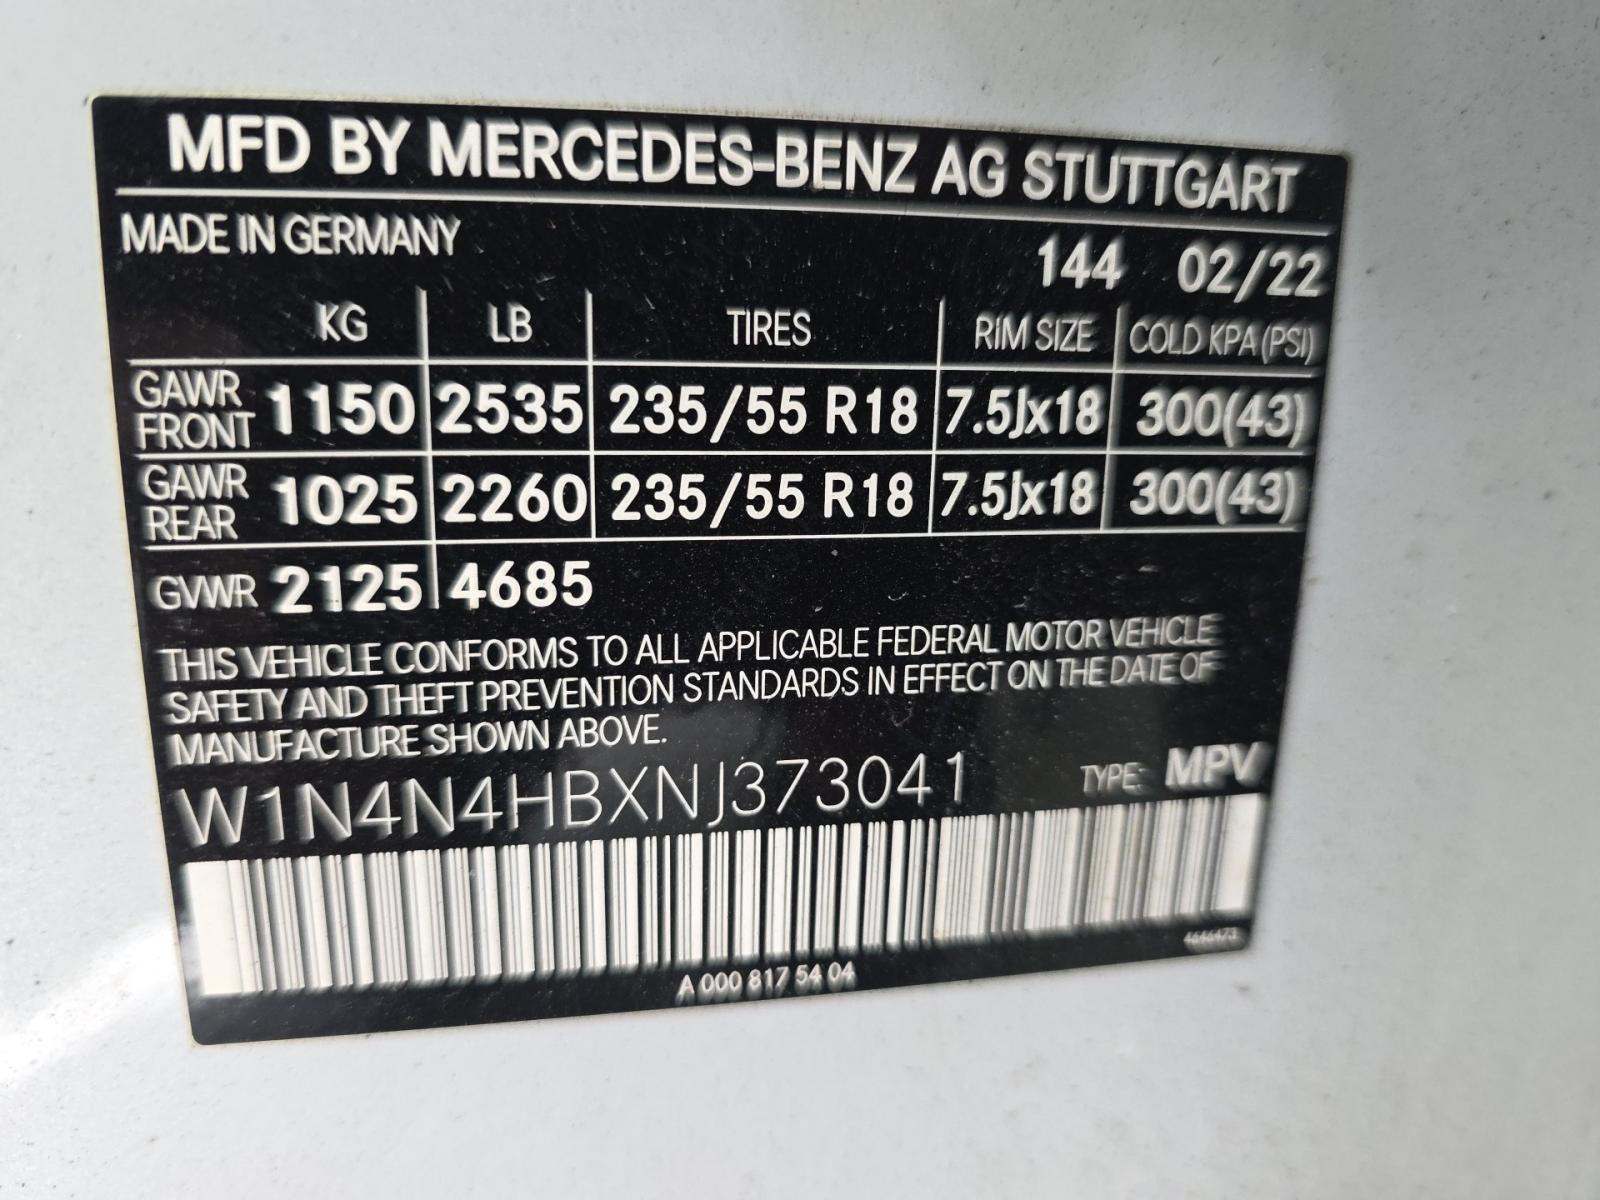 MFD BY MERCEDES-BENZ AG STUTTGART
MADE IN GERMANY 144 02/22
KG LB TIRES RIM SIZE COLD KPA (PSI)
GAWR FRONT 1150 2535 235/55 R18 7.5Jx18 300(43)
GAWR REAR 1025 2260 235/55 R18 7.5Jx18 300(43)
GVWR 2125 4685
THIS VEHICLE CONFORMS TO ALL APPLICABLE FEDERAL MOTOR VEHICLE
SAFETY AND THEFT PREVENTION STANDARDS IN EFFECT ON THE DATE OF
MANUFACTURE SHOWN ABOVE.
W1N4N4HBXNJ373041 TYPE: MPV
4646473
A 000 817 54 04